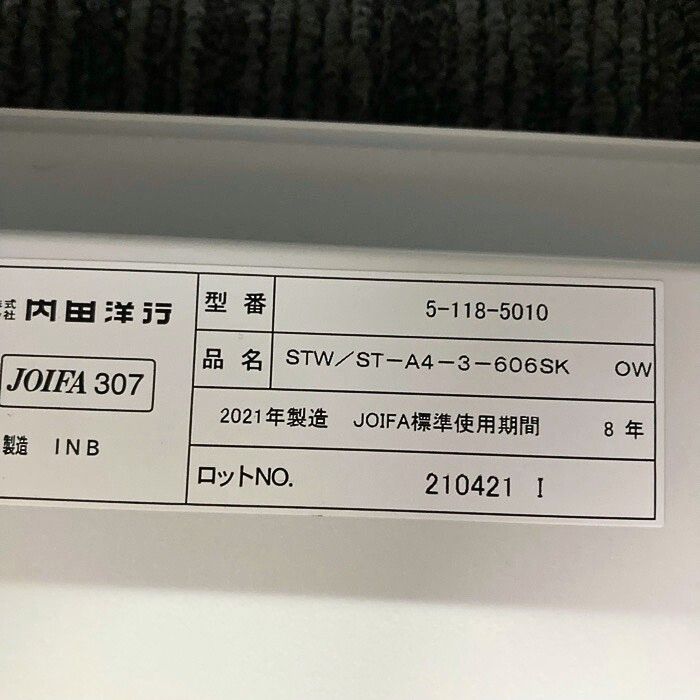 株式
会社 内田洋行
JOIFA 307
製造 INB
型番 5-118-5010
品名 STW／ST－A4－3－606SK OW
2021年製造 JOIFA標準使用期間 8年
ロットNO. 210421 I